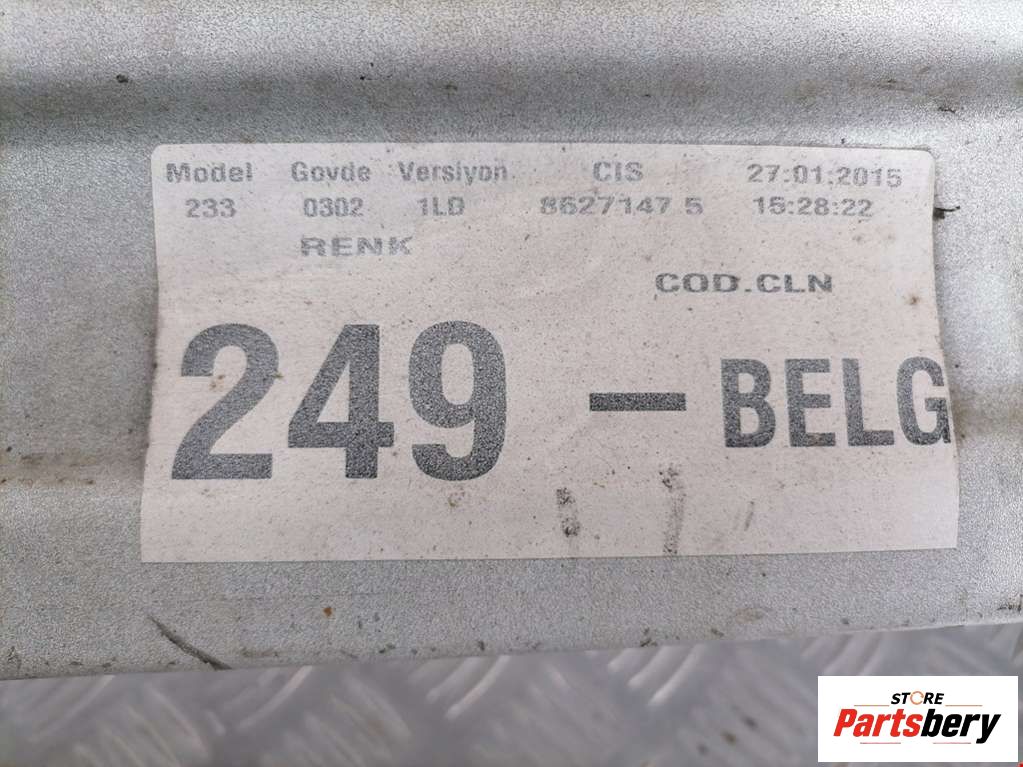 Model Govde Versiyon CIS 27:01:2015
233 0302 1LD 8627147 5 15:28:22
RENK
COD.CLN
249 - BELG
STORE
Partsbery